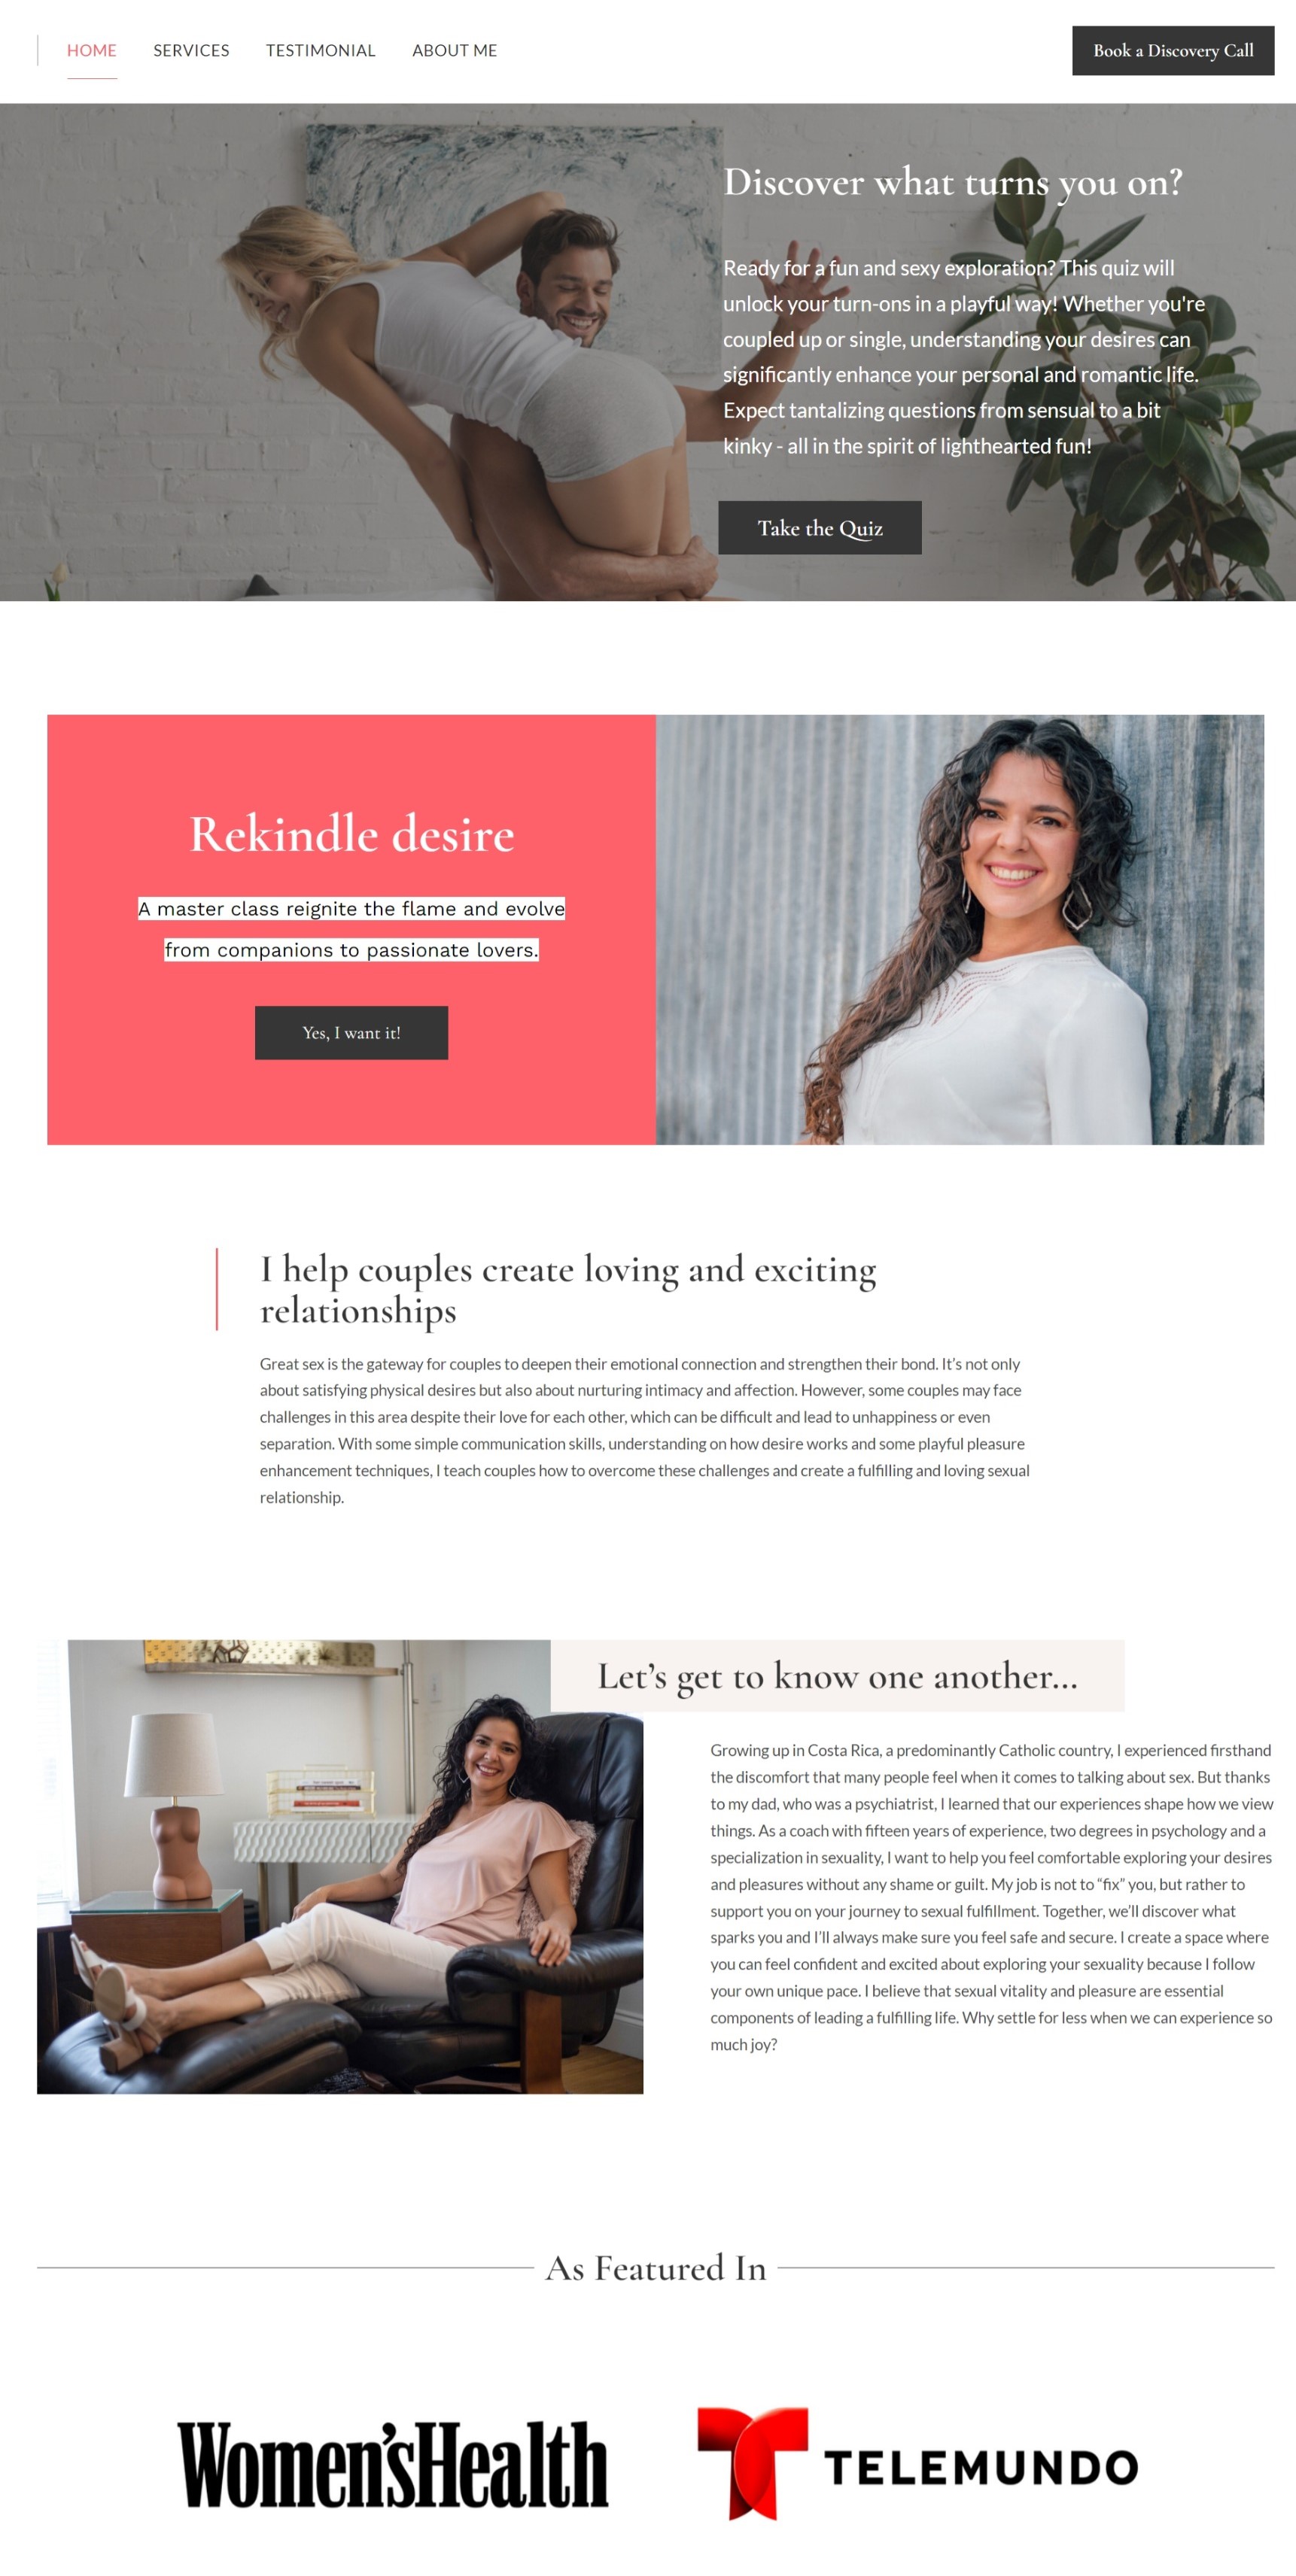 HOME SERVICES TESTIMONIAL ABOUT ME
Book a Discovery Call
Discover what turns you on?
Ready for a fun and sexy exploration? This quiz will
unlock your turn-ons in a playful way! Whether you're
coupled up or single, understanding your desires can
significantly enhance your personal and romantic life.
Expect tantalizing questions from sensual to a bit
kinky - all in the spirit of lighthearted fun!
Take the Quiz
Rekindle desire
A master class reignite the flame and evolve
from companions to passionate lovers.
Yes, I want it!
I help couples create loving and exciting
relationships
Great sex is the gateway for couples to deepen their emotional connection and strengthen their bond. It’s not only
about satisfying physical desires but also about nurturing intimacy and affection. However, some couples may face
challenges in this area despite their love for each other, which can be difficult and lead to unhappiness or even
separation. With some simple communication skills, understanding on how desire works and some playful pleasure
enhancement techniques, I teach couples how to overcome these challenges and create a fulfilling and loving sexual
relationship.
Let’s get to know one another...
Growing up in Costa Rica, a predominantly Catholic country, I experienced firsthand
the discomfort that many people feel when it comes to talking about sex. But thanks
to my dad, who was a psychiatrist, I learned that our experiences shape how we view
things. As a coach with fifteen years of experience, two degrees in psychology and a
specialization in sexuality, I want to help you feel comfortable exploring your desires
and pleasures without any shame or guilt. My job is not to “fix” you, but rather to
support you on your journey to sexual fulfillment. Together, we’ll discover what
sparks you and I’ll always make sure you feel safe and secure. I create a space where
you can feel confident and excited about exploring your sexuality because I follow
your own unique pace. I believe that sexual vitality and pleasure are essential
components of leading a fulfilling life. Why settle for less when we can experience so
much joy?
As Featured In
Women'sHealth
TELEMUNDO